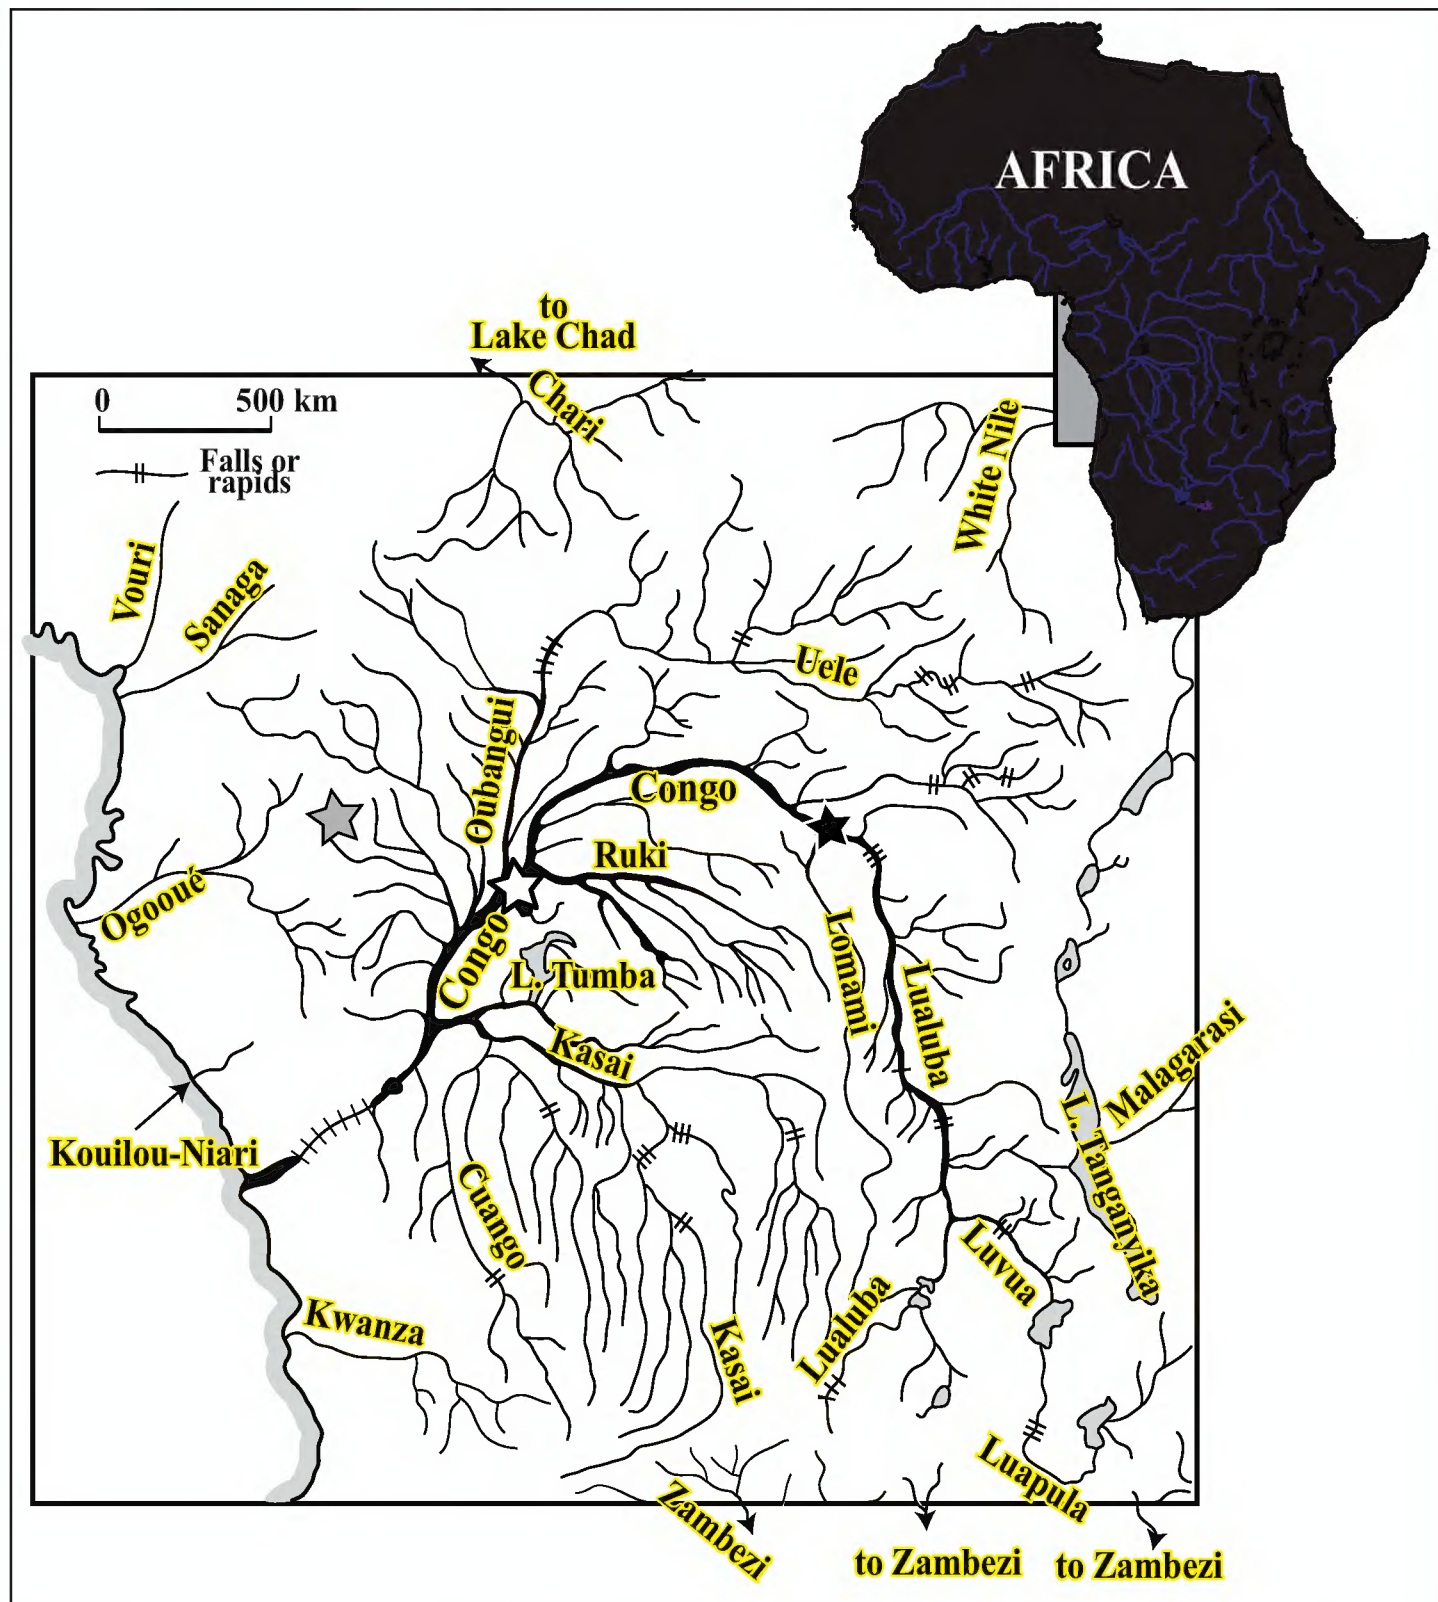 AFRICA
to
Lake Chad
0 500 km
Falls or
rapids
Chari
White Nile
Vouri
Sanaga
Uele
Oubangui
Congo
Ruki
Ogooué
Congo
L. Tumba
Lomami
Lualuba
Kasai
Malagarasi
L. Tanganyika
Kouilou-Niari
Cuango
Luvua
Kwanza
Kasai
Lualuba
Luapula
Zambezi
to Zambezi
to Zambezi